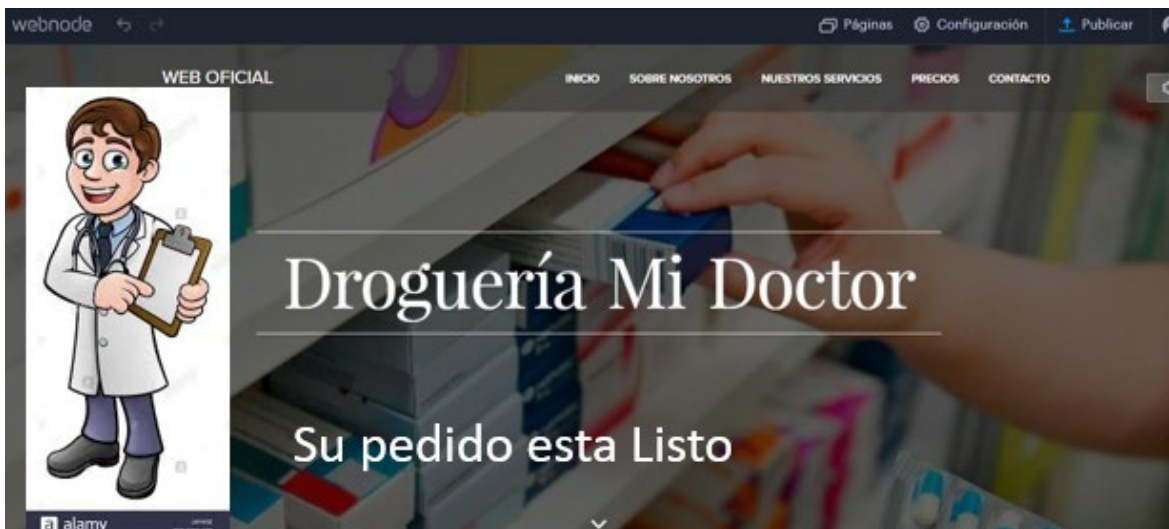 webnode Páginas Configuración Publicar
WEB OFICIAL INICIO SOBRE NOSOTROS NUESTROS SERVICIOS PRECIOS CONTACTO
Droguería Mi Doctor
Su pedido esta Listo
a alamy